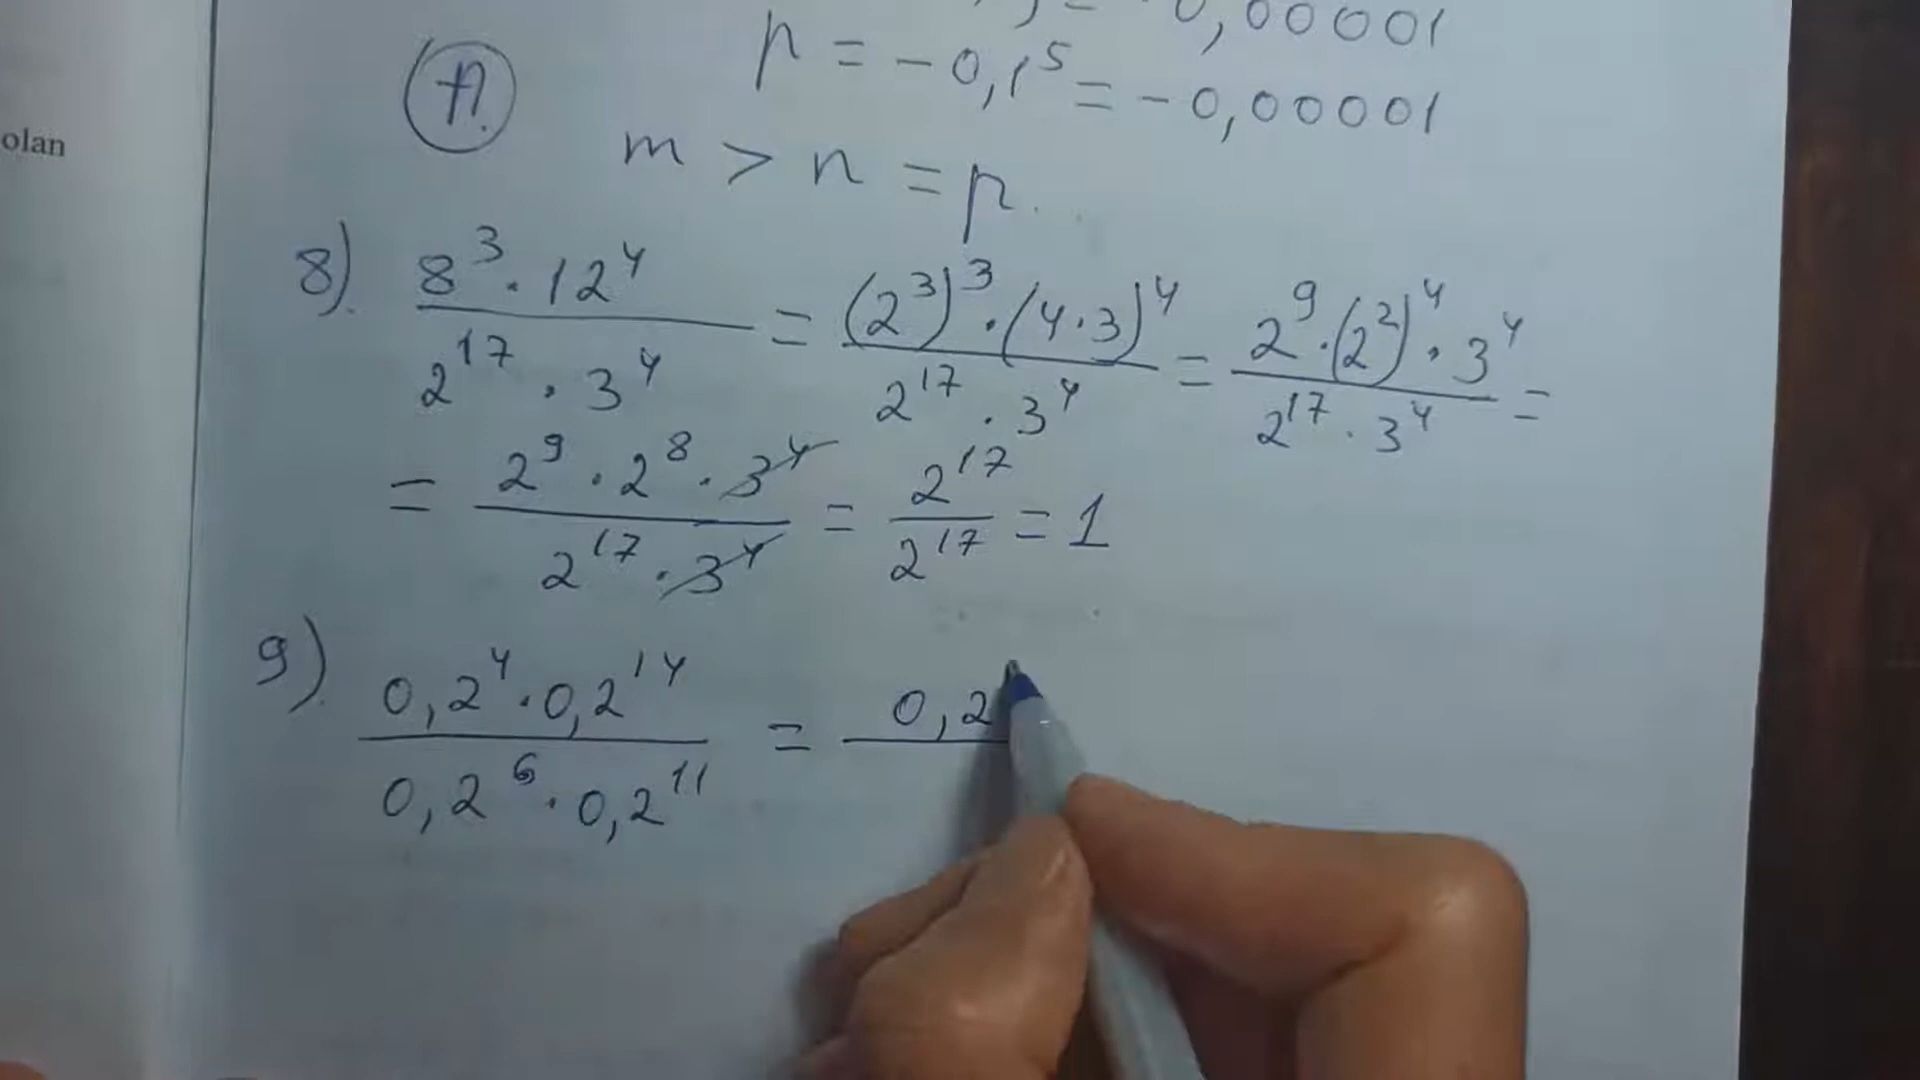 olan
0,00001
p = -0,1⁵ = -0,00001
A.
m > n = p.
8). 8³·12⁴ / 2¹⁷·3⁴ = (2³)³·(4·3)⁴ / 2¹⁷·3⁴ = 2⁹·(2²)⁴·3⁴ / 2¹⁷·3⁴ =
= 2⁹·2⁸·3⁴ / 2¹⁷·3⁴ = 2¹⁷ / 2¹⁷ = 1
9). 0,2⁴·0,2¹⁴ / 0,2⁶·0,2¹¹ = 0,2